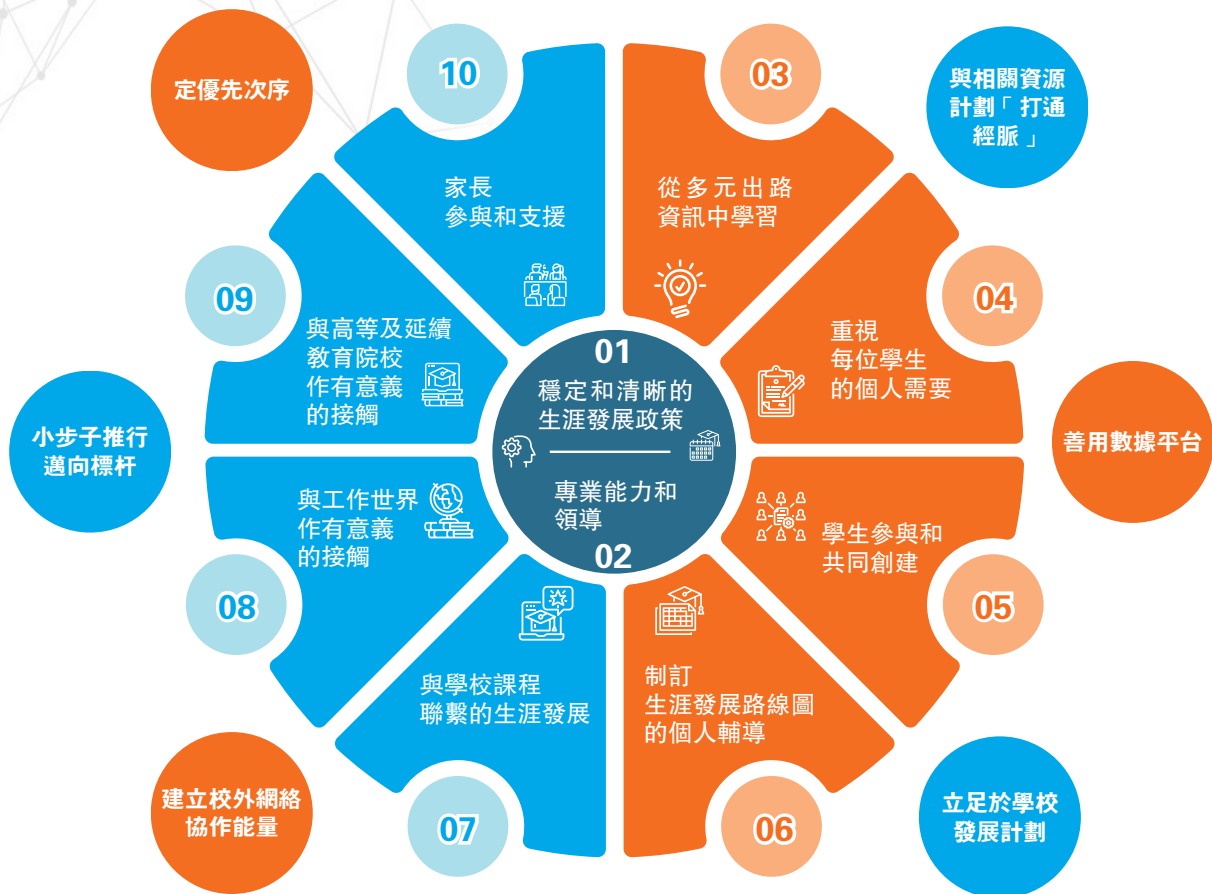 定優先次序
10
03
與相關資源
計劃「打通
經脈」
家長
參與和支援
從多元出路
資訊中學習
09
04
與高等及延續
教育院校
作有意義
的接觸
重視
每位學生
的個人需要
01
穩定和清晰的
生涯發展政策
專業能力和
領導
02
小步子推行
邁向標杆
善用數據平台
與工作世界
作有意義
的接觸
學生參與和
共同創建
08
05
與學校課程
聯繫的生涯發展
制訂
生涯發展路線圖
的個人輔導
建立校外網絡
協作能量
07
06
立足於學校
發展計劃